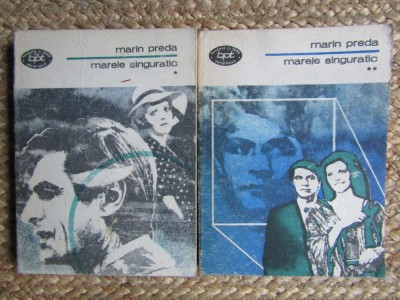 bpt
marin preda
marele singuratic
*
bpt
marin preda
marele singuratic
**